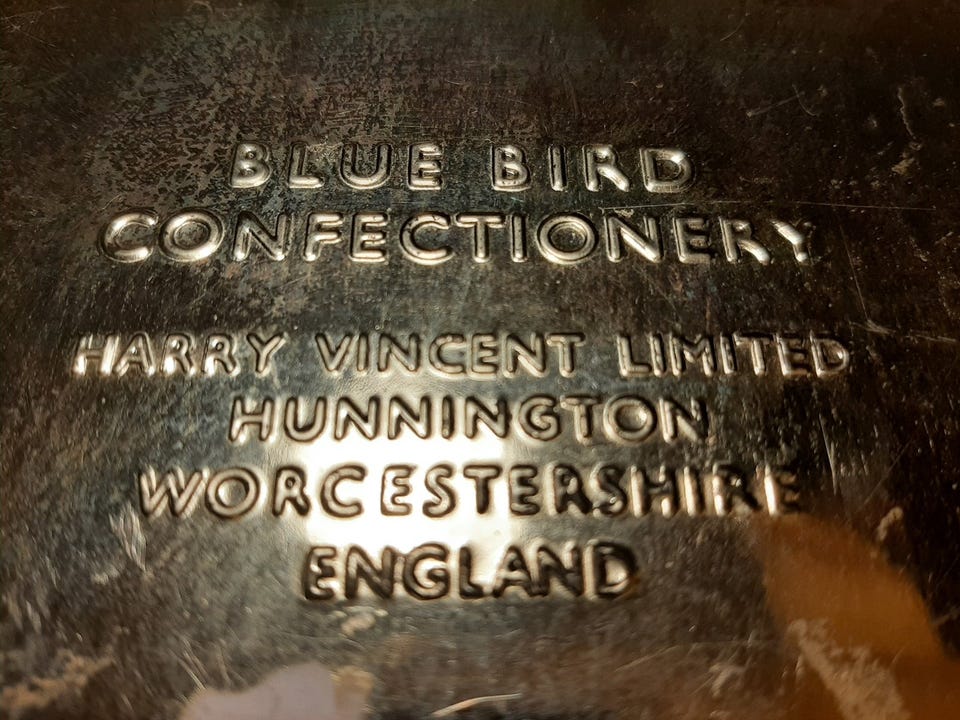 BLUE BIRD
CONFECTIONERY
HARRY VINCENT LIMITED
HUNNINGTON
WORCESTERSHIRE
ENGLAND